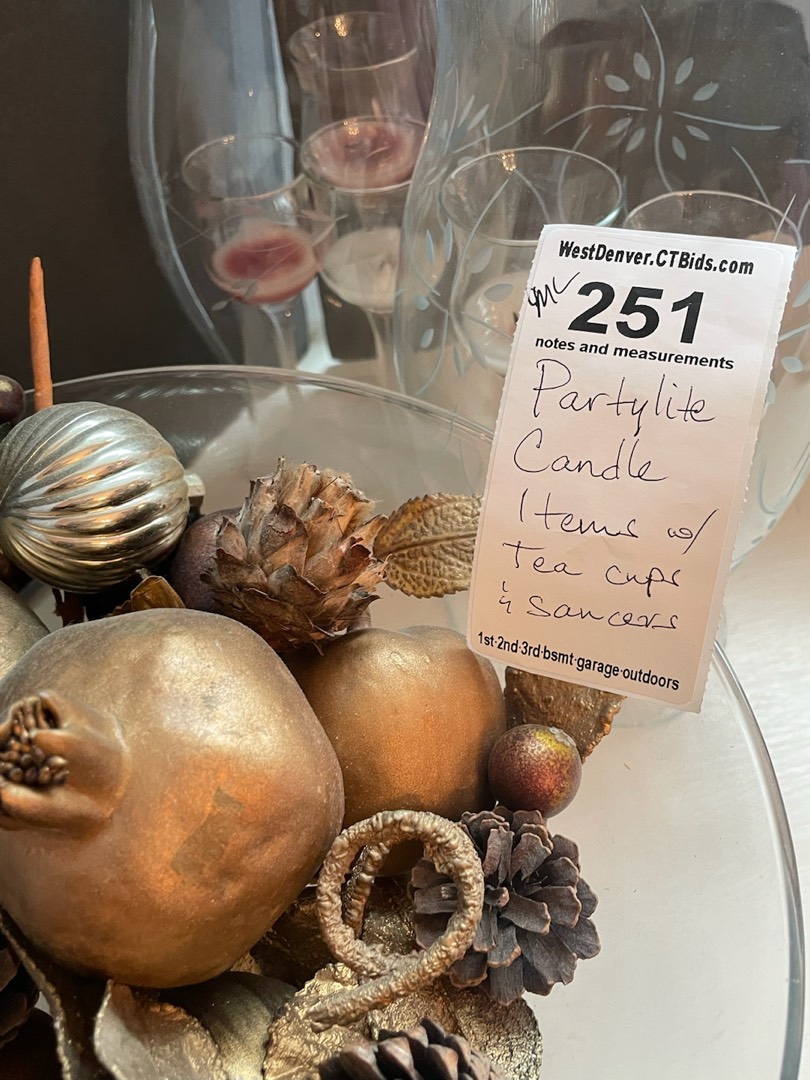 WestDenver.CTBids.com
251
notes and measurements
Partylite
Candle
Items w/
Tea cups
& Saucers
1st·2nd·3rd·bsmt·garage·outdoors